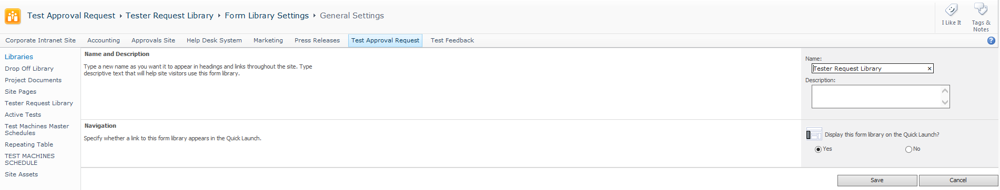 Test Approval Request ▸ Tester Request Library ▸ Form Library Settings ▸ General Settings
I Like It
Tags &
Notes
Corporate Intranet Site Accounting Approvals Site Help Desk System Marketing Press Releases Test Approval Request Test Feedback
Libraries
Drop Off Library
Project Documents
Site Pages
Tester Request Library
Active Tests
Test Machines Master
Schedules
Repeating Table
TEST MACHINES
SCHEDULE
Site Assets
Name and Description
Type a new name as you want it to appear in headings and links throughout the site. Type
descriptive text that will help site visitors use this form library.
Name:
Tester Request Library
Description:
Navigation
Specify whether a link to this form library appears in the Quick Launch.
Display this form library on the Quick Launch?
Yes No
Save Cancel